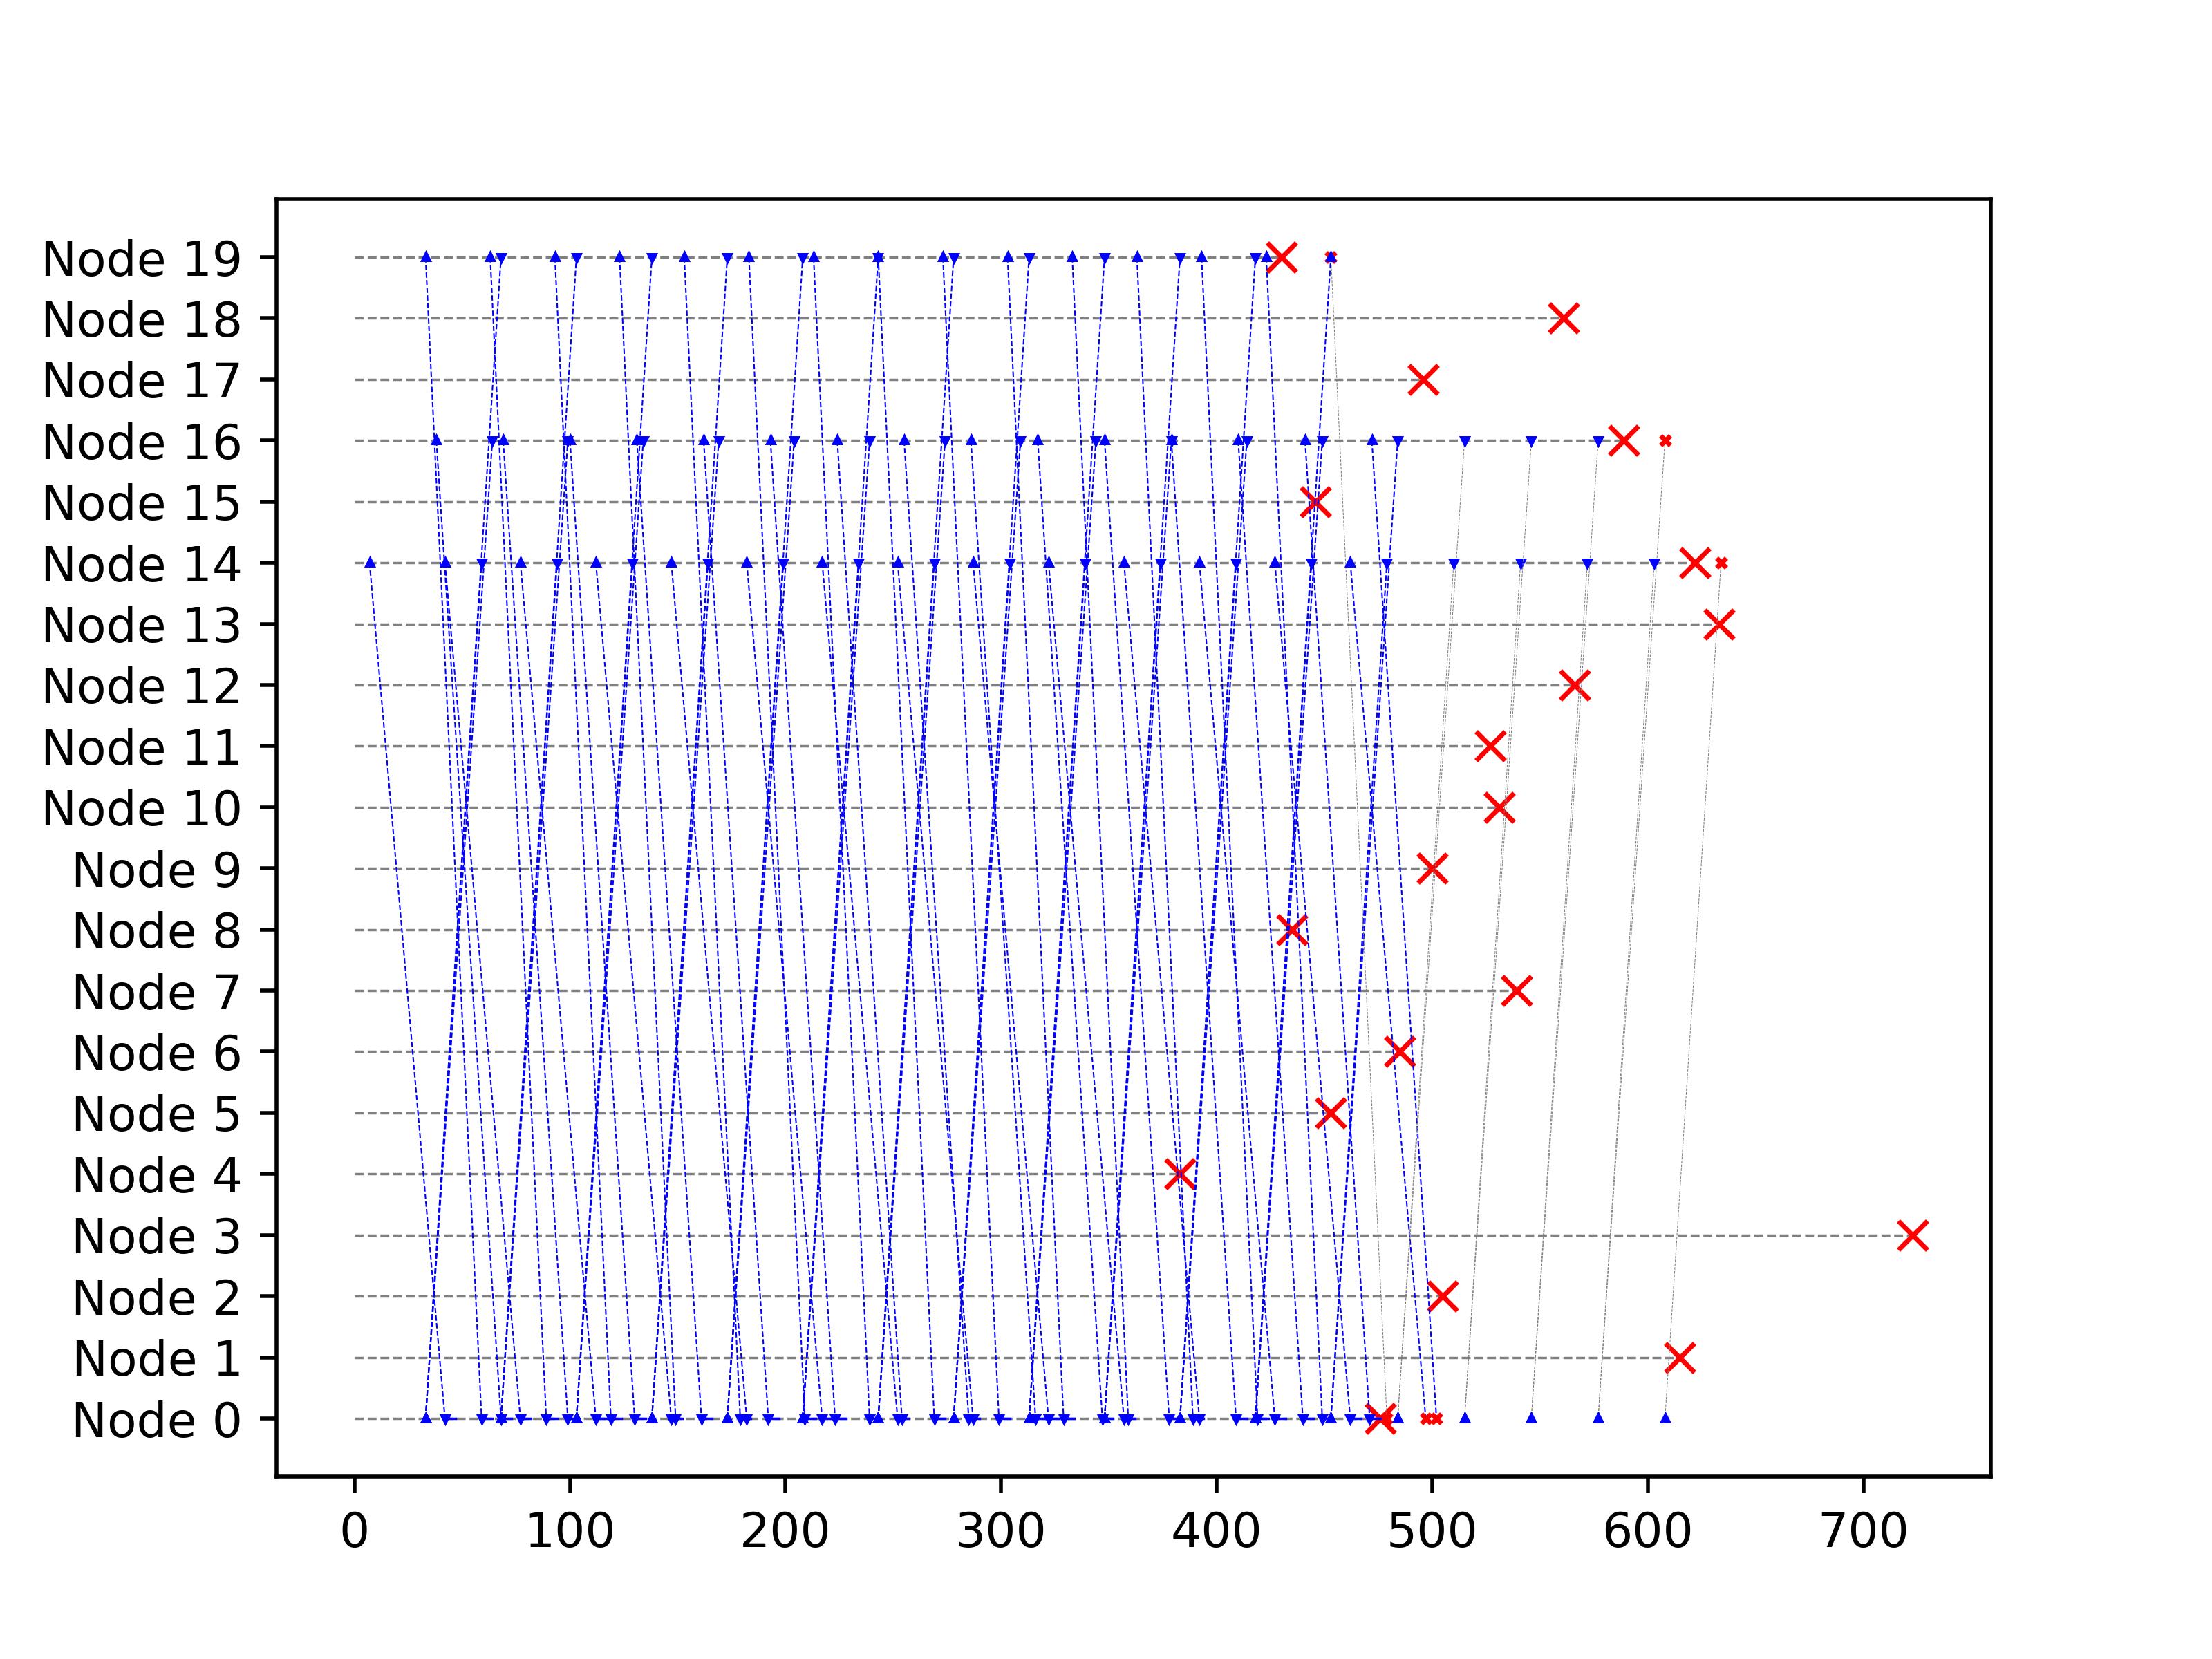 Node 19
Node 18
Node 17
Node 16
Node 15
Node 14
Node 13
Node 12
Node 11
Node 10
Node 9
Node 8
Node 7
Node 6
Node 5
Node 4
Node 3
Node 2
Node 1
Node 0
0 100 200 300 400 500 600 700